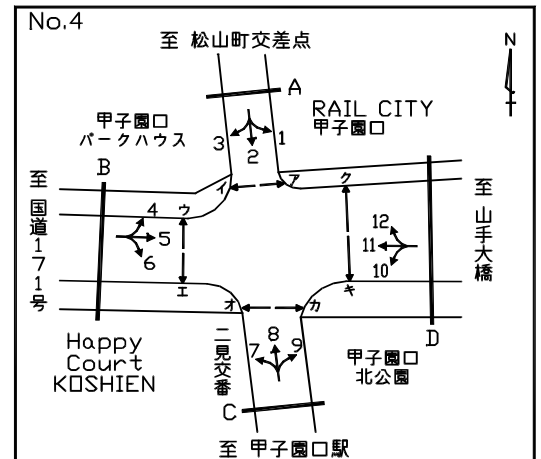 No.4
至 松山町交差点
N
A
甲子園口
パークハウス
RAIL CITY
甲子園口
3
1
2
B
イ
ア
ク
至 国道171号
至 山手大橋
4
ウ
5
6
12
11
10
エ
オ
カ
キ
Happy
Court
KOSHIEN
二見交番
8
7
9
甲子園口
北公園
D
C
至 甲子園口駅